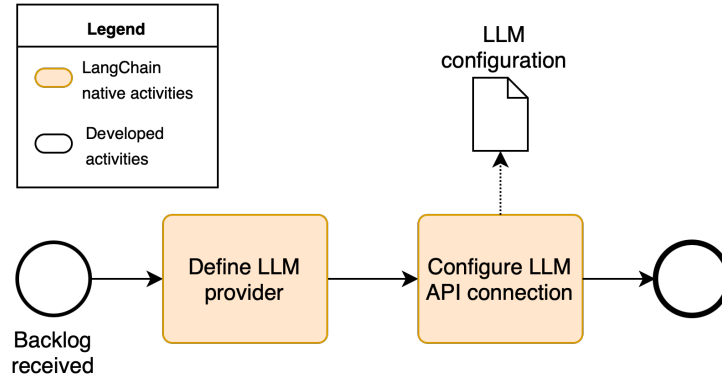 Legend
LangChain
native activities
Developed
activities
LLM
configuration
Define LLM
provider
Configure LLM
API connection
Backlog
received